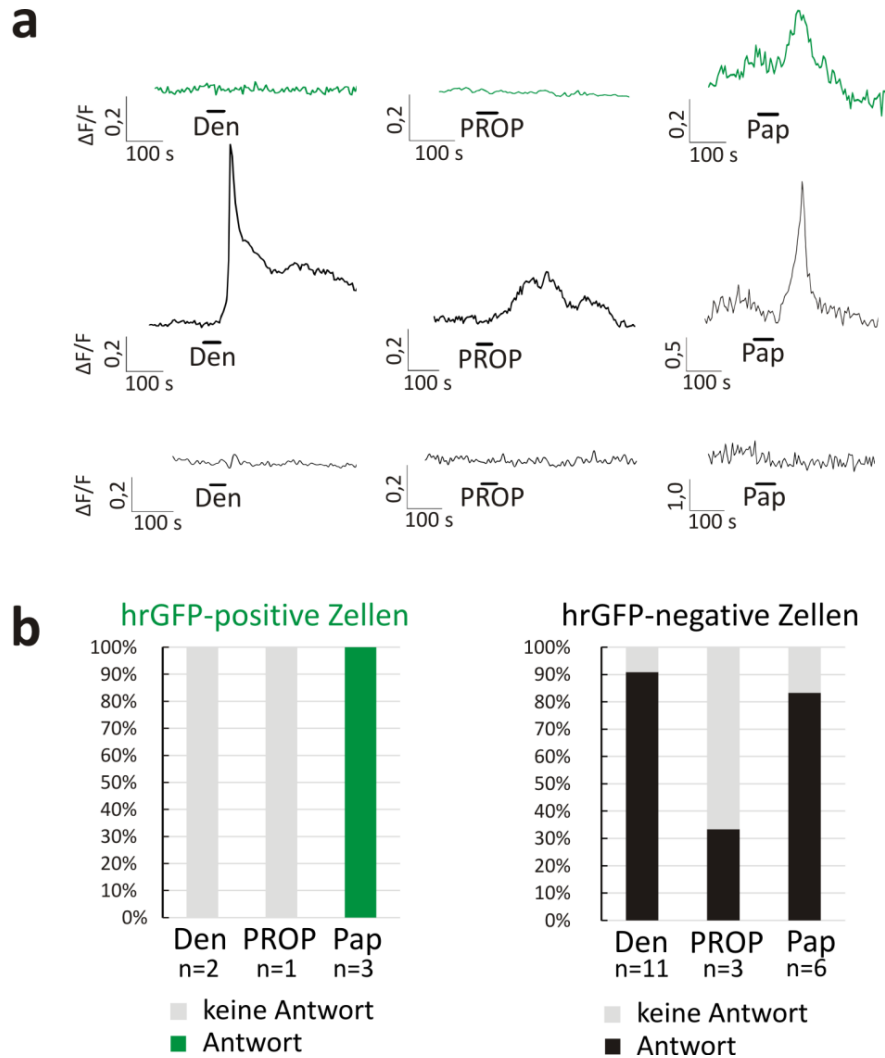 a
ΔF/F
0,2
100 s
Den
0,2
100 s
PROP
0,2
100 s
Pap
ΔF/F
0,2
100 s
Den
0,2
100 s
PROP
0,5
100 s
Pap
ΔF/F
0,2
100 s
Den
0,2
100 s
PROP
1,0
100 s
Pap
b
hrGFP-positive Zellen
100%
90%
80%
70%
60%
50%
40%
30%
20%
10%
0%
Den PROP Pap
n=2 n=1 n=3
keine Antwort
Antwort
hrGFP-negative Zellen
100%
90%
80%
70%
60%
50%
40%
30%
20%
10%
0%
Den PROP Pap
n=11 n=3 n=6
keine Antwort
Antwort